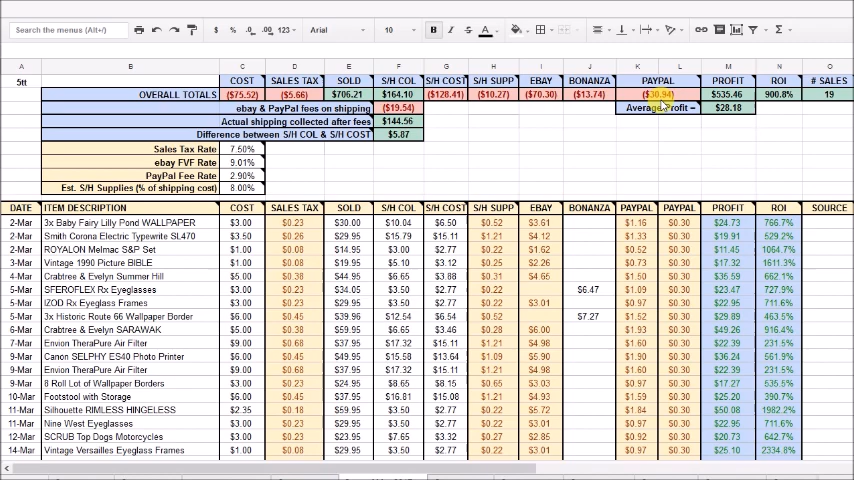 Search the menus (Alt+/) $ % .0 .00 123 Arial 10 B I S A
A B C D E F G H I J K L M N O
5tt COST SALES TAX SOLD S/H COL S/H COST S/H SUPP EBAY BONANZA PAYPAL PROFIT ROI # SALES
OVERALL TOTALS ($75.52) ($5.66) $706.21 $164.10 ($128.41) ($10.27) ($70.30) ($13.74) ($30.94) $535.46 900.8% 19
ebay & PayPal fees on shipping ($19.54) Average Profit – $28.18
Actual shipping collected after fees $144.56
Difference between S/H COL & S/H COST $5.87
Sales Tax Rate 7.50%
ebay FVF Rate 9.01%
PayPal Fee Rate 2.90%
Est. S/H Supplies (% of shipping cost) 8.00%
DATE ITEM DESCRIPTION COST SALES TAX SOLD S/H COL S/H COST S/H SUPP EBAY BONANZA PAYPAL PAYPAL PROFIT ROI SOURCE
2-Mar 3x Baby Fairy Lilly Pond WALLPAPER $3.00 $0.23 $30.00 $10.04 $6.50 $0.52 $3.61 $1.16 $0.30 $24.73 766.7%
2-Mar Smith Corona Electric Typewrite SL470 $3.50 $0.26 $29.95 $15.79 $15.11 $1.21 $4.12 $1.33 $0.30 $19.91 529.2%
2-Mar ROYALON Melmac S&P Set $1.00 $0.08 $14.95 $3.00 $2.77 $0.22 $1.62 $0.52 $0.30 $11.45 1064.7%
3-Mar Vintage 1990 Picture BIBLE $1.00 $0.08 $19.95 $5.10 $3.12 $0.25 $2.26 $0.73 $0.30 $17.32 1611.3%
4-Mar Crabtree & Evelyn Summer Hill $5.00 $0.38 $44.95 $6.65 $3.88 $0.31 $4.65 $1.50 $0.30 $35.59 662.1%
5-Mar SFEROFLEX Rx Eyeglasses $3.00 $0.23 $34.05 $3.50 $2.77 $0.22 $6.47 $1.09 $0.30 $23.47 727.9%
5-Mar IZOD Rx Eyeglass Frames $3.00 $0.23 $29.95 $3.50 $2.77 $0.22 $3.01 $0.97 $0.30 $22.95 711.6%
5-Mar 3x Historic Route 66 Wallpaper Border $6.00 $0.45 $39.96 $12.54 $6.54 $0.52 $7.27 $1.52 $0.30 $29.89 463.5%
6-Mar Crabtree & Evelyn SARAWAK $5.00 $0.38 $59.95 $6.65 $3.46 $0.28 $6.00 $1.93 $0.30 $49.26 916.4%
7-Mar Envion TheraPure Air Filter $9.00 $0.68 $37.95 $17.32 $15.11 $1.21 $4.98 $1.60 $0.30 $22.39 231.5%
9-Mar Canon SELPHY ES40 Photo Printer $6.00 $0.45 $49.95 $15.58 $13.64 $1.09 $5.90 $1.90 $0.30 $36.24 561.9%
9-Mar Envion TheraPure Air Filter $9.00 $0.68 $37.95 $17.32 $15.11 $1.21 $4.98 $1.60 $0.30 $22.39 231.5%
9-Mar 8 Roll Lot of Wallpaper Borders $3.00 $0.23 $24.95 $8.65 $8.15 $0.65 $3.03 $0.97 $0.30 $17.27 535.5%
10-Mar Footstool with Storage $6.00 $0.45 $37.95 $16.81 $15.08 $1.21 $4.93 $1.59 $0.30 $25.20 390.7%
11-Mar Silhouette RIMLESS HINGELESS $2.35 $0.18 $59.95 $3.50 $2.77 $0.22 $5.72 $1.84 $0.30 $50.08 1982.2%
11-Mar Nine West Eyeglasses $3.00 $0.23 $29.95 $3.50 $2.77 $0.22 $3.01 $0.97 $0.30 $22.95 711.6%
12-Mar SCRUB Top Dogs Motorcycles $3.00 $0.23 $23.95 $7.65 $3.32 $0.27 $2.85 $0.92 $0.30 $20.73 642.7%
14-Mar Vintage Versailles Eyeglass Frames $1.00 $0.08 $29.95 $3.50 $2.77 $0.22 $3.01 $0.97 $0.30 $25.10 2334.8%